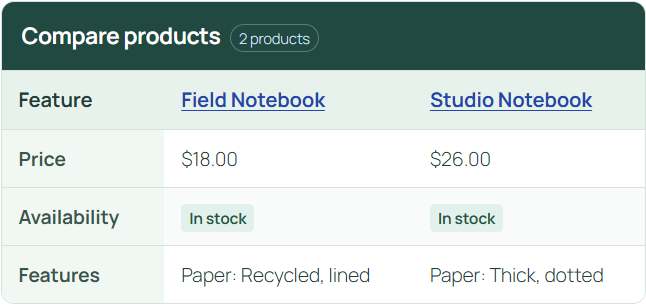 Compare products 2 products
Feature Field Notebook Studio Notebook
Price $18.00 $26.00
Availability In stock In stock
Features Paper: Recycled, lined Paper: Thick, dotted